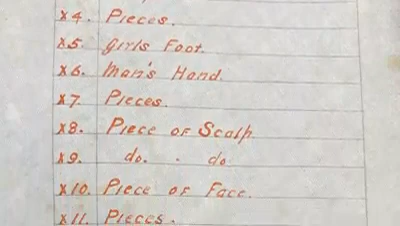 X4. Pieces.
X5. Girls Foot.
X6. Man's Hand.
X7. Pieces.
X8. Piece of Scalp.
X9. do. . do
X10. Piece of Face.
X11. Pieces.